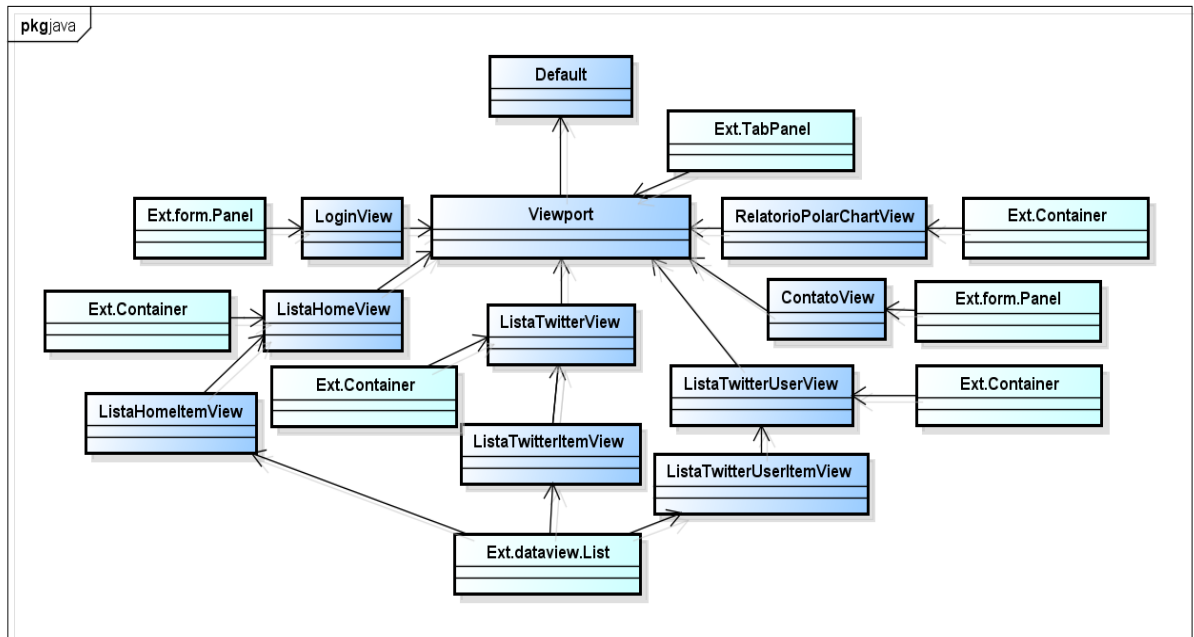 pkg java
Default
Ext.TabPanel
Ext.form.Panel
LoginView
Viewport
RelatorioPolarChartView
Ext.Container
Ext.Container
ListaHomeView
ListaTwitterView
ContatoView
Ext.form.Panel
Ext.Container
ListaTwitterUserView
Ext.Container
ListaHomeItemView
ListaTwitterItemView
ListaTwitterUserItemView
Ext.dataview.List